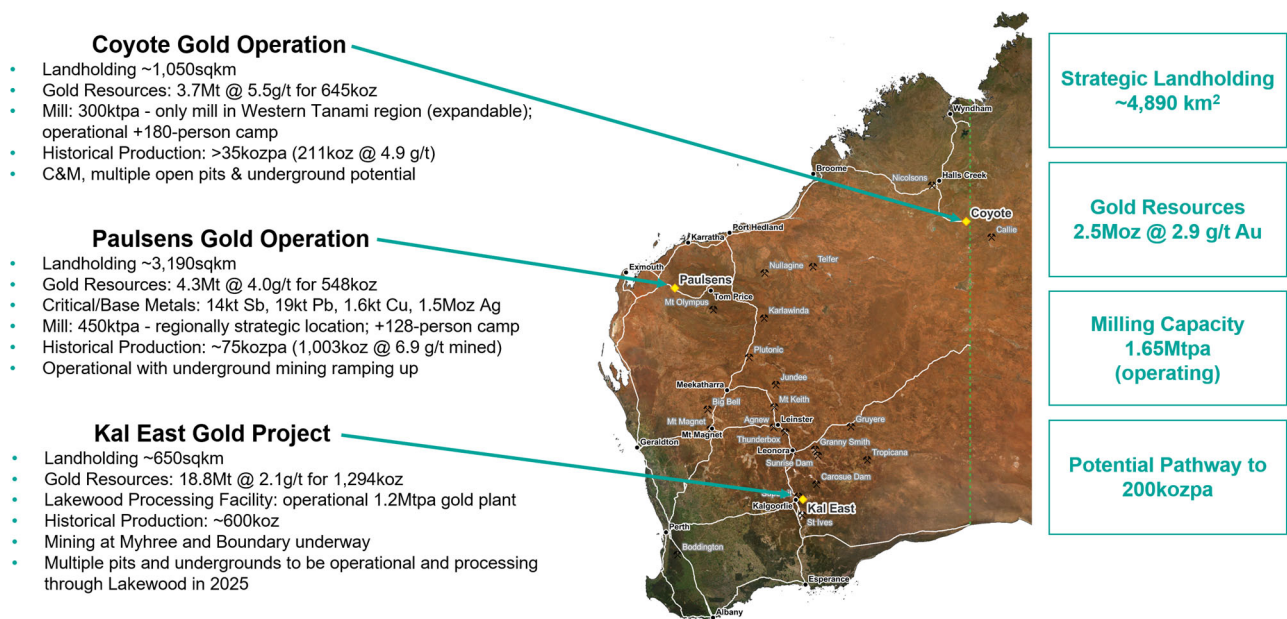 Coyote Gold Operation
• Landholding ~1,050sqkm
• Gold Resources: 3.7Mt @ 5.5g/t for 645koz
• Mill: 300ktpa - only mill in Western Tanami region (expandable);
operational +180-person camp
• Historical Production: >35kozpa (211koz @ 4.9 g/t)
• C&M, multiple open pits & underground potential
Paulsens Gold Operation
• Landholding ~3,190sqkm
• Gold Resources: 4.3Mt @ 4.0g/t for 548koz
• Critical/Base Metals: 14kt Sb, 19kt Pb, 1.6kt Cu, 1.5Moz Ag
• Mill: 450ktpa - regionally strategic location; +128-person camp
• Historical Production: ~75kozpa (1,003koz @ 6.9 g/t mined)
• Operational with underground mining ramping up
Kal East Gold Project
• Landholding ~650sqkm
• Gold Resources: 18.8Mt @ 2.1g/t for 1,294koz
• Lakewood Processing Facility: operational 1.2Mtpa gold plant
• Historical Production: ~600koz
• Mining at Myhree and Boundary underway
• Multiple pits and undergrounds to be operational and processing
through Lakewood in 2025
Wyndham
Broome
Nicolsons
Halls Creek
Coyote
Callie
Port Hedland
Karratha
Exmouth
Nullagine
Telfer
Paulsens
Tom Price
Mt Olympus
Karlawinda
Plutonic
Jundee
Meekatharra
Big Bell
Mt Keith
Mt Magnet
Mt Magnet
Agnew
Leinster
Gruyere
Geraldton
Thunderbox
Granny Smith
Leonora
Sunrise Dam
Tropicana
Carosue Dam
Kalgoorlie
Kal East
St Ives
Perth
Boddington
Esperance
Albany
Strategic Landholding
~4,890 km²
Gold Resources
2.5Moz @ 2.9 g/t Au
Milling Capacity
1.65Mtpa
(operating)
Potential Pathway to
200kozpa